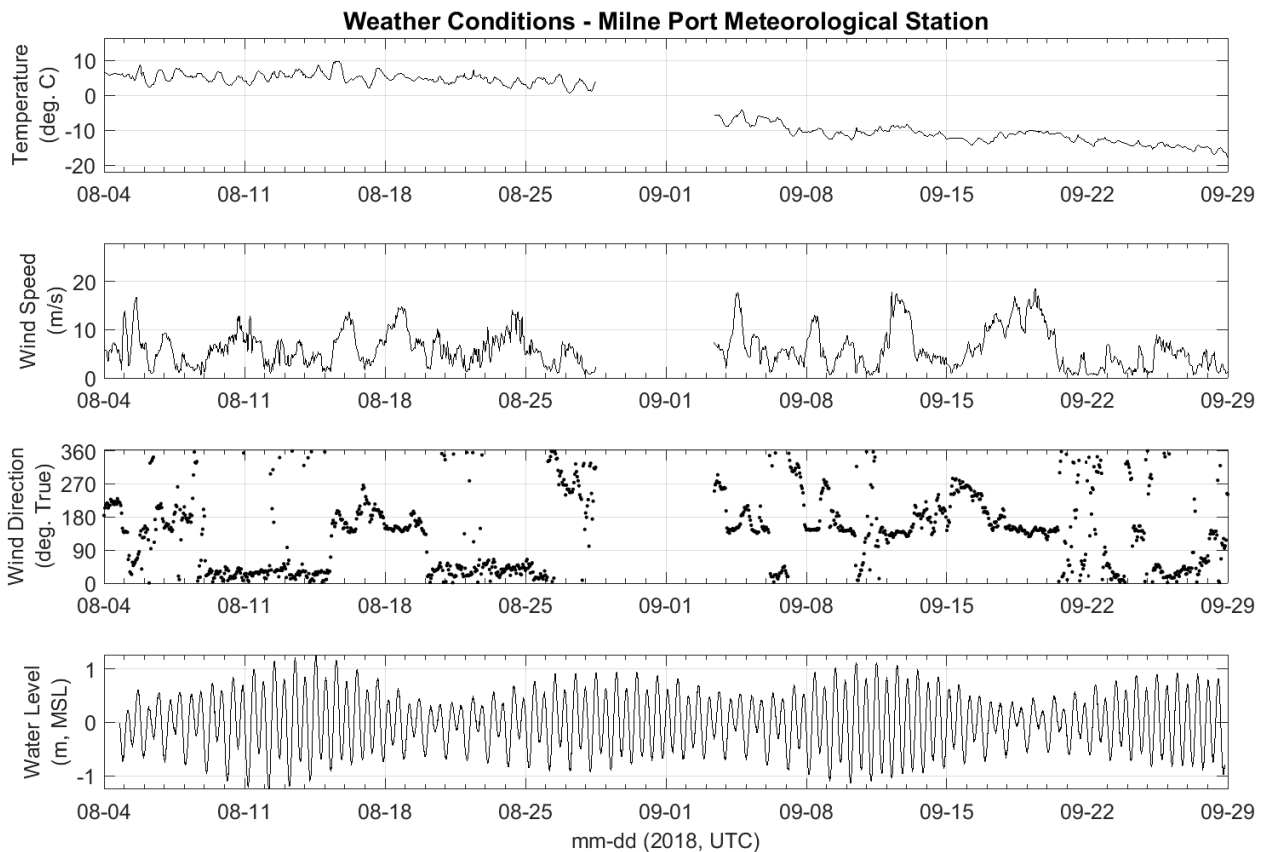 Weather Conditions - Milne Port Meteorological Station
Temperature
(deg. C)
10
0
-10
-20
08-04 08-11 08-18 08-25 09-01 09-08 09-15 09-22 09-29
Wind Speed
(m/s)
20
10
0
08-04 08-11 08-18 08-25 09-01 09-08 09-15 09-22 09-29
Wind Direction
(deg. True)
360
270
180
90
0
08-04 08-11 08-18 08-25 09-01 09-08 09-15 09-22 09-29
Water Level
(m, MSL)
1
0
-1
08-04 08-11 08-18 08-25 09-01 09-08 09-15 09-22 09-29
mm-dd (2018, UTC)